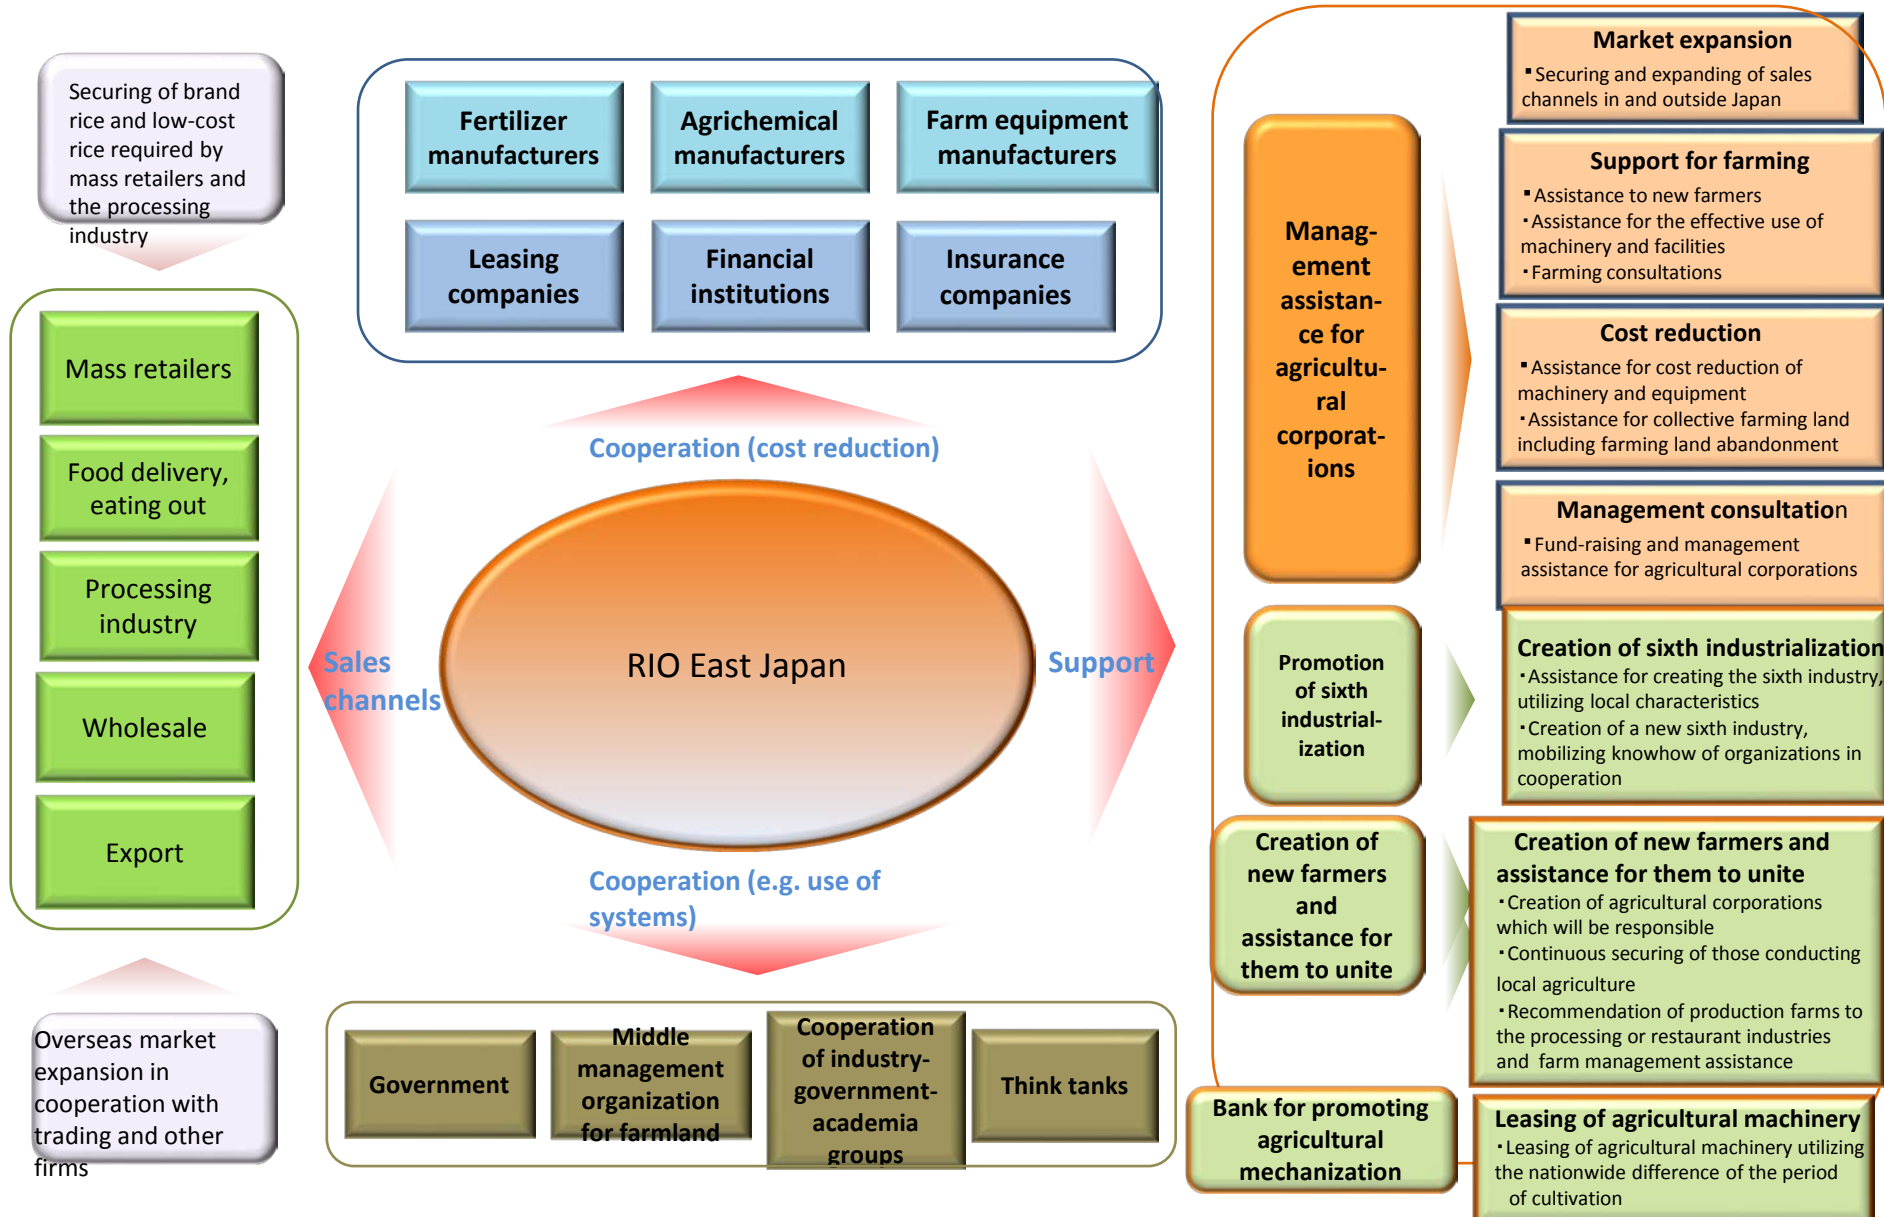 Securing of brand
rice and low-cost
rice required by
mass retailers and
the processing
industry
Mass retailers
Food delivery,
eating out
Processing
industry
Wholesale
Export
Overseas market
expansion in
cooperation with
trading and other
firms
Fertilizer
manufacturers
Agrichemical
manufacturers
Farm equipment
manufacturers
Leasing
companies
Financial
institutions
Insurance
companies
Cooperation (cost reduction)
Sales
channels
RIO East Japan
Support
Cooperation (e.g. use of
systems)
Government
Middle
management
organization
for farmland
Cooperation
of industry-
government-
academia
groups
Think tanks
Manag-
ement
assistan-
ce for
agricultu-
ral
corporat-
ions
Market expansion
▪Securing and expanding of sales
channels in and outside Japan
Support for farming
▪Assistance to new farmers
・Assistance for the effective use of
machinery and facilities
・Farming consultations
Cost reduction
▪Assistance for cost reduction of
machinery and equipment
・Assistance for collective farming land
including farming land abandonment
Management consultation
▪Fund-raising and management
assistance for agricultural corporations
Promotion
of sixth
industrial-
ization
Creation of sixth industrialization
・Assistance for creating the sixth industry,
utilizing local characteristics
・Creation of a new sixth industry,
mobilizing knowhow of organizations in
cooperation
Creation of
new farmers
and
assistance for
them to unite
Creation of new farmers and
assistance for them to unite
・Creation of agricultural corporations
which will be responsible
・Continuous securing of those conducting
local agriculture
・Recommendation of production farms to
the processing or restaurant industries
and farm management assistance
Bank for promoting
agricultural
mechanization
Leasing of agricultural machinery
・Leasing of agricultural machinery utilizing
the nationwide difference of the period
of cultivation